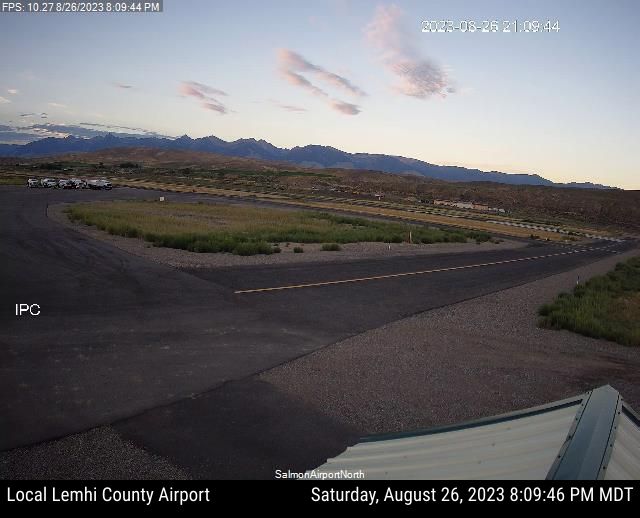 FPS: 10.27 8/26/2023 8:09:44 PM
2023-08-26 21:09:44
IPC
SalmonAirportNorth
Local Lemhi County Airport Saturday, August 26, 2023 8:09:46 PM MDT